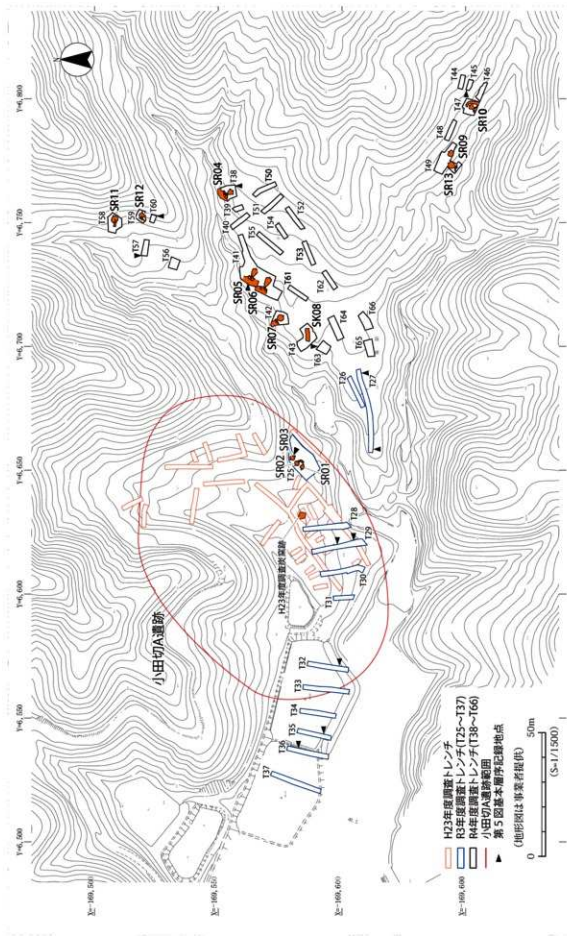 Y=6,500
Y=6,550
Y=6,600
Y=6,650
Y=6,700
Y=6,750
Y=6,800
X=-169,500
X=-169,550
X=-169,600
X=-169,600
小田切A遺跡
H23年度調査炭窯跡
SR11
T58
T59
SR12
T60
T57
T56
SR04
T38
T39
T40
T41
T50
T51
T52
T55
T54
T53
SR05
SR06
T61
T62
T42
SR07
SK08
T43
T63
T64
T65
T66
T26
T27
SR02
SR03
T25
SR01
T28
T29
T30
T31
T32
T33
T34
T35
T36
T37
T44
T45
T46
T47
SR10
T48
T49
SR09
SR13
H23年度調査トレンチ
R3年度調査トレンチ(T25〜T37)
R4年度調査トレンチ(T38〜T66)
小田切A遺跡範囲
第5図基本層序記録地点
(地形図は事業者提供)
0
50m
(S=1/1500)